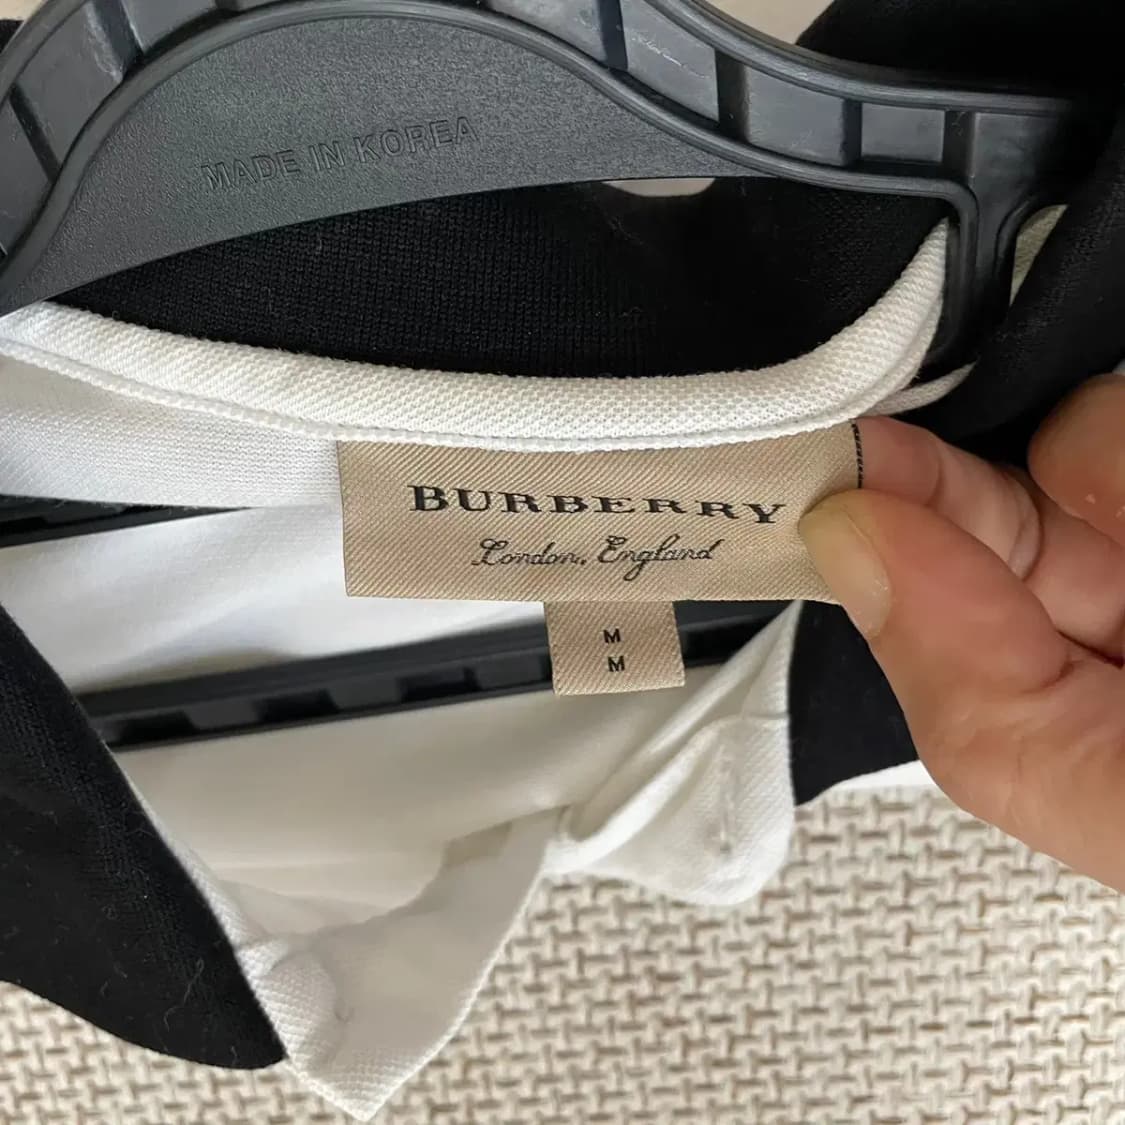 MADE IN KOREA
BURBERRY
London, England
M
M